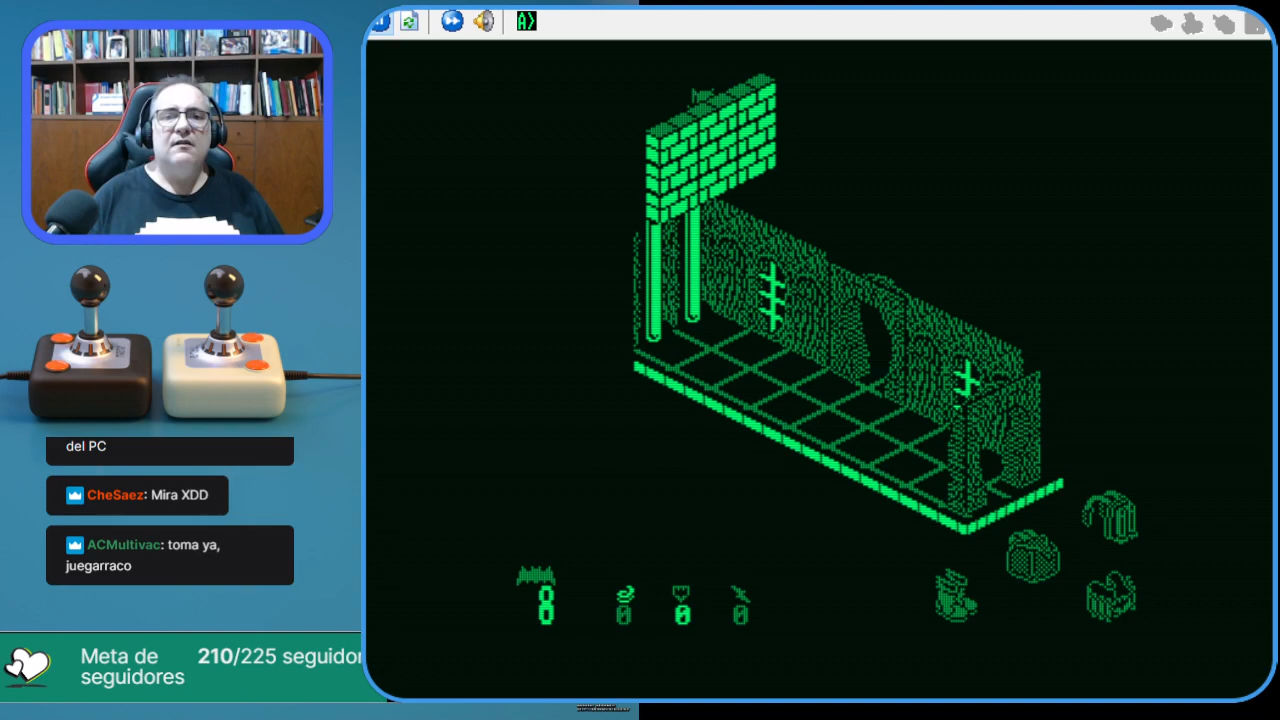 A>
del PC
CheSaez: Mira XDD
ACMultivac: toma ya,
juegarraco
Meta de
seguidores
210/225 seguidor
8
0
0
0